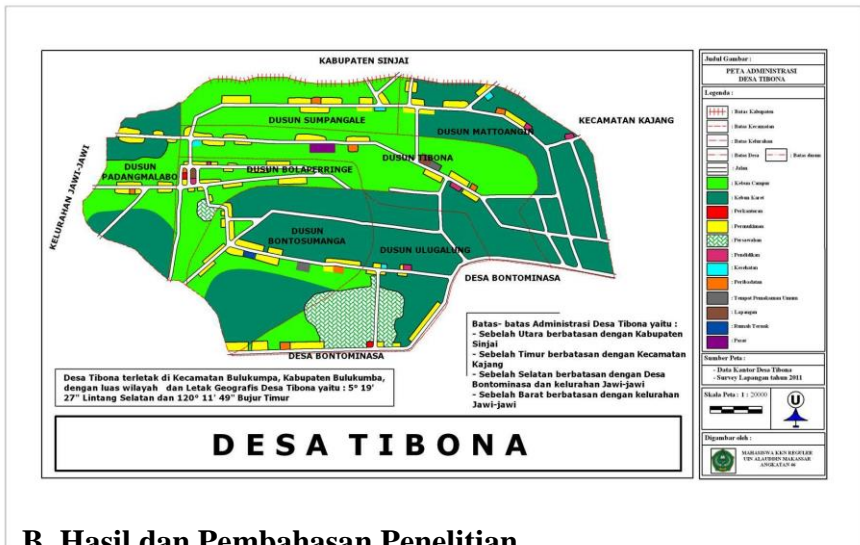 KABUPATEN SINJAI
DUSUN SUMPANGALE
DUSUN MATTOANGIN
KECAMATAN KAJANG
DUSUN TIBONA
DUSUN
PADANGMALABO
DUSUN BOLAPERRINGE
KELURAHAN JAWI-JAWI
DUSUN
BONTOSUMANGA
DUSUN ULUGALUNG
DESA BONTOMINASA
DESA BONTOMINASA
Batas- batas Administrasi Desa Tibona yaitu :
- Sebelah Utara berbatasan dengan Kabupaten
Sinjai
- Sebelah Timur berbatasan dengan Kecamatan
Kajang
- Sebelah Selatan berbatasan dengan Desa
Bontominasa dan kelurahan Jawi-jawi
- Sebelah Barat berbatasan dengan kelurahan
Jawi-jawi
Desa Tibona terletak di Kecamatan Bulukumpa, Kabupaten Bulukumba,
dengan luas wilayah dan Letak Geografis Desa Tibona yaitu : 5° 19'
27" Lintang Selatan dan 120° 11' 49" Bujur Timur
DESA TIBONA
Judul Gambar :
PETA ADMINISTRASI
DESA TIBONA
Legenda :
: Batas Kabupaten
: Batas Kecamatan
: Batas Kelurahan
: Batas Desa : Batas dusun
: Jalan
: Kebun Campur
: Kebun Karet
: Perkantoran
: Permukiman
: Persawahan
: Pendidikan
: Kesehatan
: Peribadatan
: Tempat Pemakaman Umum
: Lapangan
: Rumah Ternak
: Pasar
Sumber Peta :
- Data Kantor Desa Tibona
- Survey Lapangan tahun 2011
Skala Peta : 1 : 20000
U
Digambar oleh :
MAHASISWA KKN REGULER
UIN ALAUDDIN MAKASSAR
ANGKATAN 46
B. Hasil dan Pembahasan Penelitian